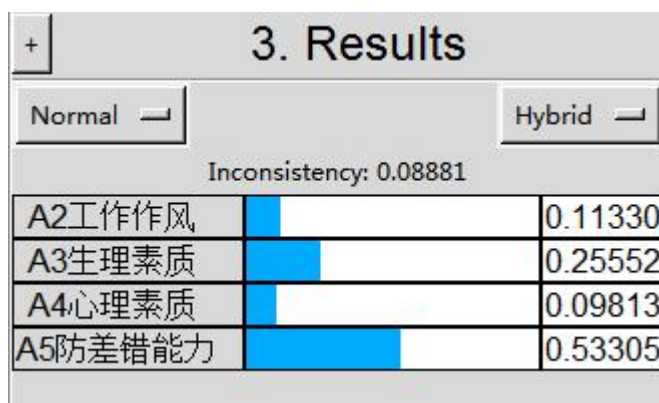 + 3. Results
Normal Hybrid
Inconsistency: 0.08881
A2工作作风 0.11330
A3生理素质 0.25552
A4心理素质 0.09813
A5防差错能力 0.53305